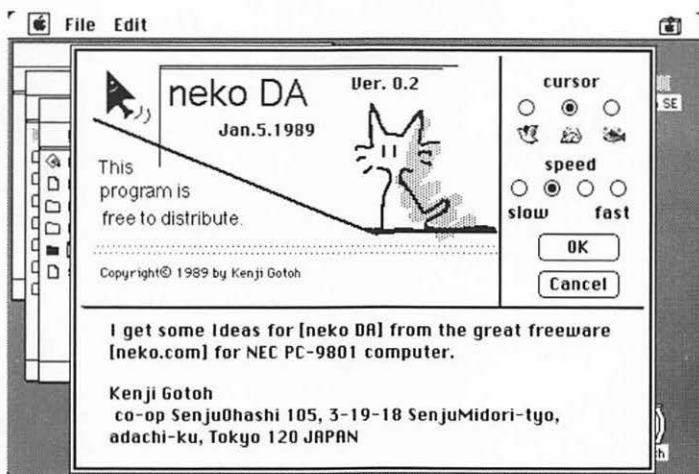 File Edit
neko DA
Ver. 0.2
Jan.5.1989
This
program is
free to distribute.
Copyright© 1989 by Kenji Gotoh
cursor
speed
slow fast
OK
Cancel
SE
I get some Ideas for [neko DA] from the great freeware
[neko.com] for NEC PC-9801 computer.
Kenji Gotoh
co-op SenjuOhashi 105, 3-19-18 SenjuMidori-tyo,
adachi-ku, Tokyo 120 JAPAN